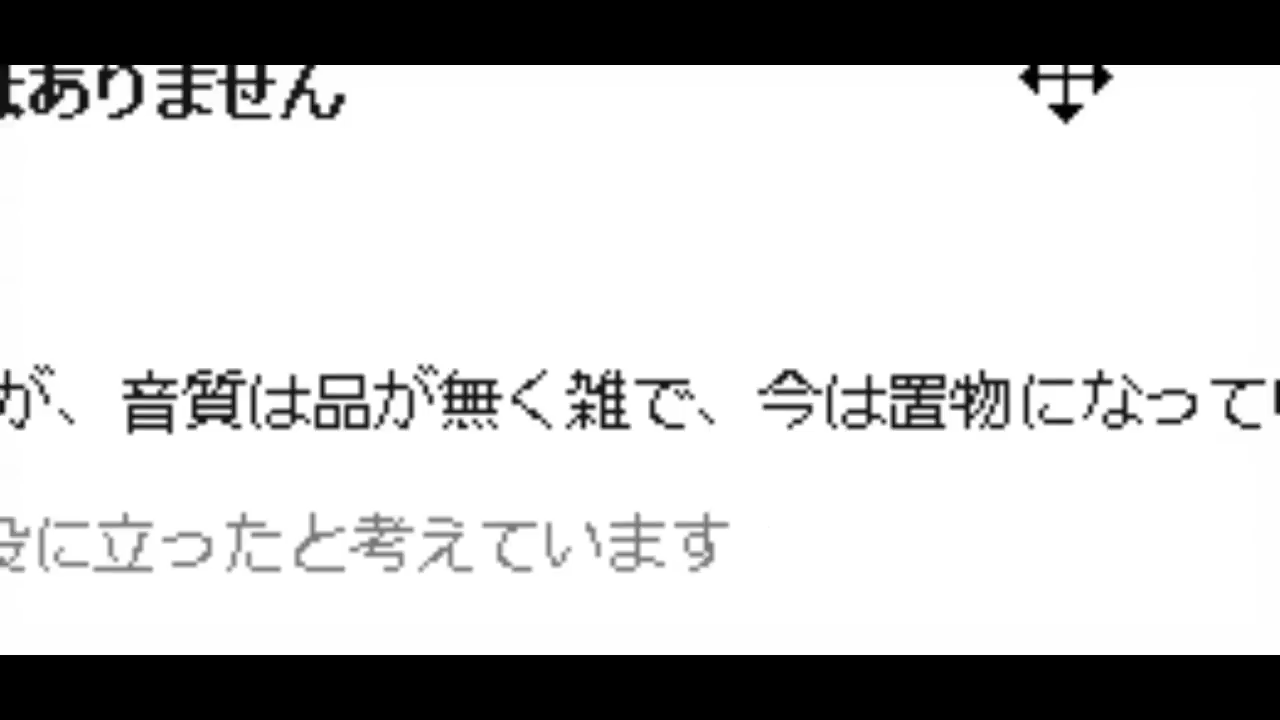 はありません
が、音質は品が無く雑で、今は置物になってい
役に立ったと考えています